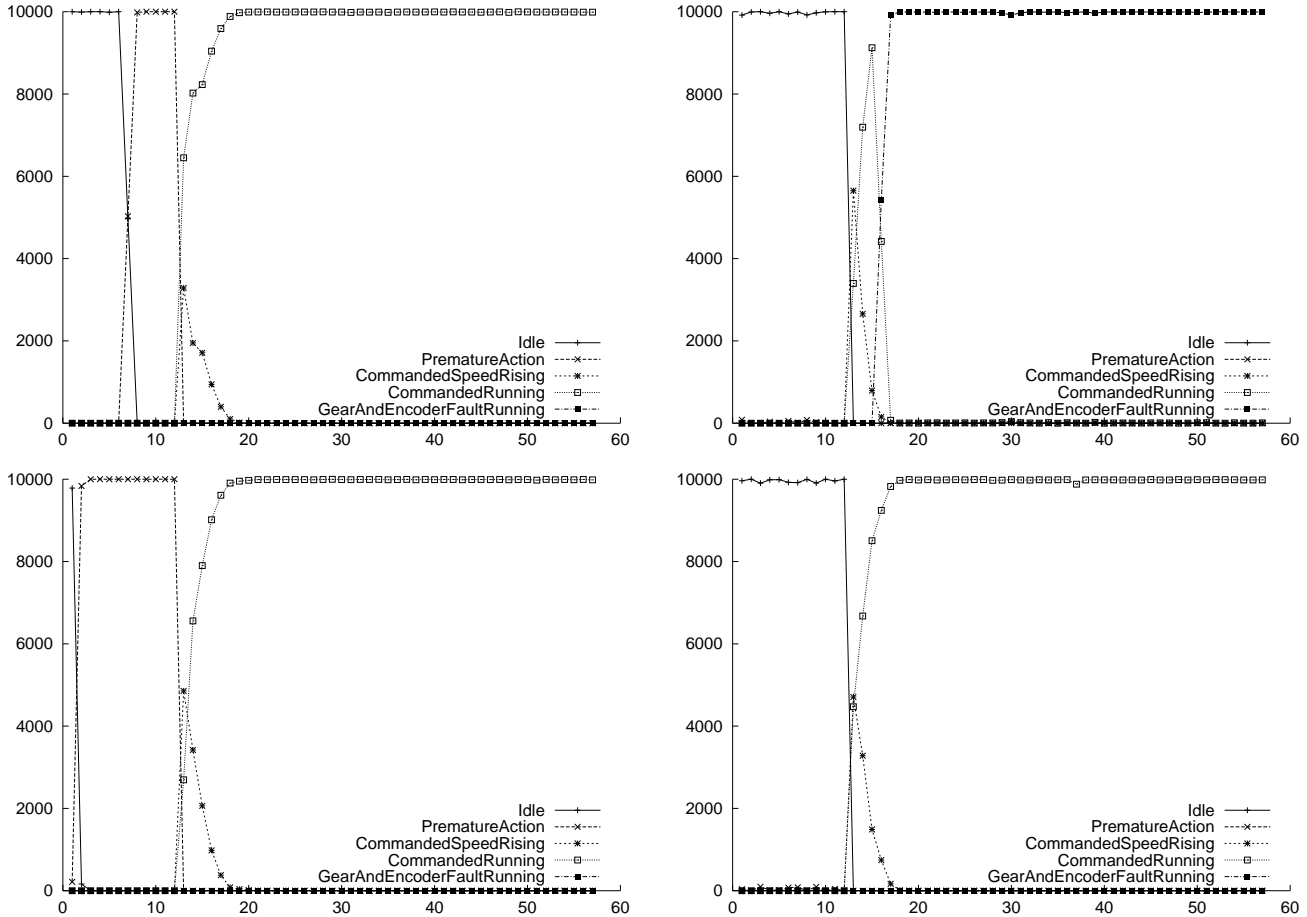 10000
8000
6000
4000
2000
0
0 10 20 30 40 50 60
Idle
PrematureAction
CommandedSpeedRising
CommandedRunning
GearAndEncoderFaultRunning
10000
8000
6000
4000
2000
0
0 10 20 30 40 50 60
Idle
PrematureAction
CommandedSpeedRising
CommandedRunning
GearAndEncoderFaultRunning
10000
8000
6000
4000
2000
0
0 10 20 30 40 50 60
Idle
PrematureAction
CommandedSpeedRising
CommandedRunning
GearAndEncoderFaultRunning
10000
8000
6000
4000
2000
0
0 10 20 30 40 50 60
Idle
PrematureAction
CommandedSpeedRising
CommandedRunning
GearAndEncoderFaultRunning